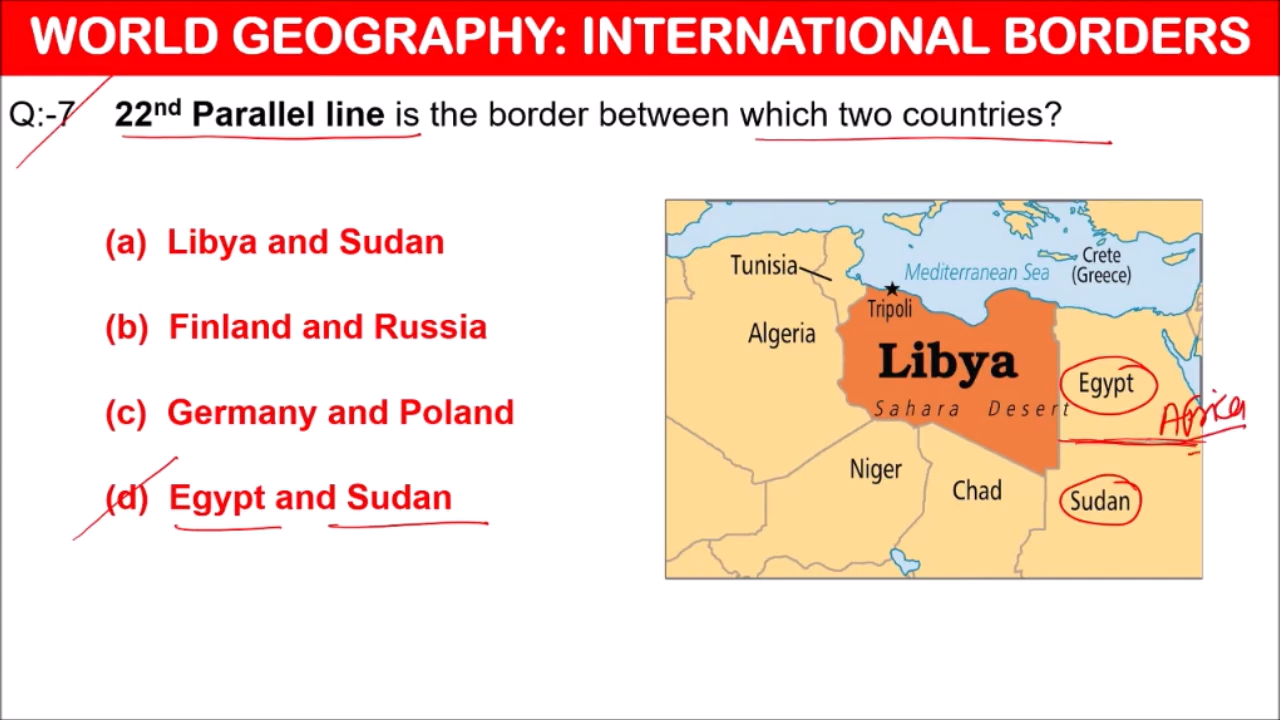 WORLD GEOGRAPHY: INTERNATIONAL BORDERS
Q:-7 22nd Parallel line is the border between which two countries?
(a) Libya and Sudan
(b) Finland and Russia
(c) Germany and Poland
(d) Egypt and Sudan
Crete
(Greece)
Tunisia
Mediterranean Sea
Tripoli
Algeria
Libya
Egypt
Sahara Desert
Africa
Niger
Chad
Sudan